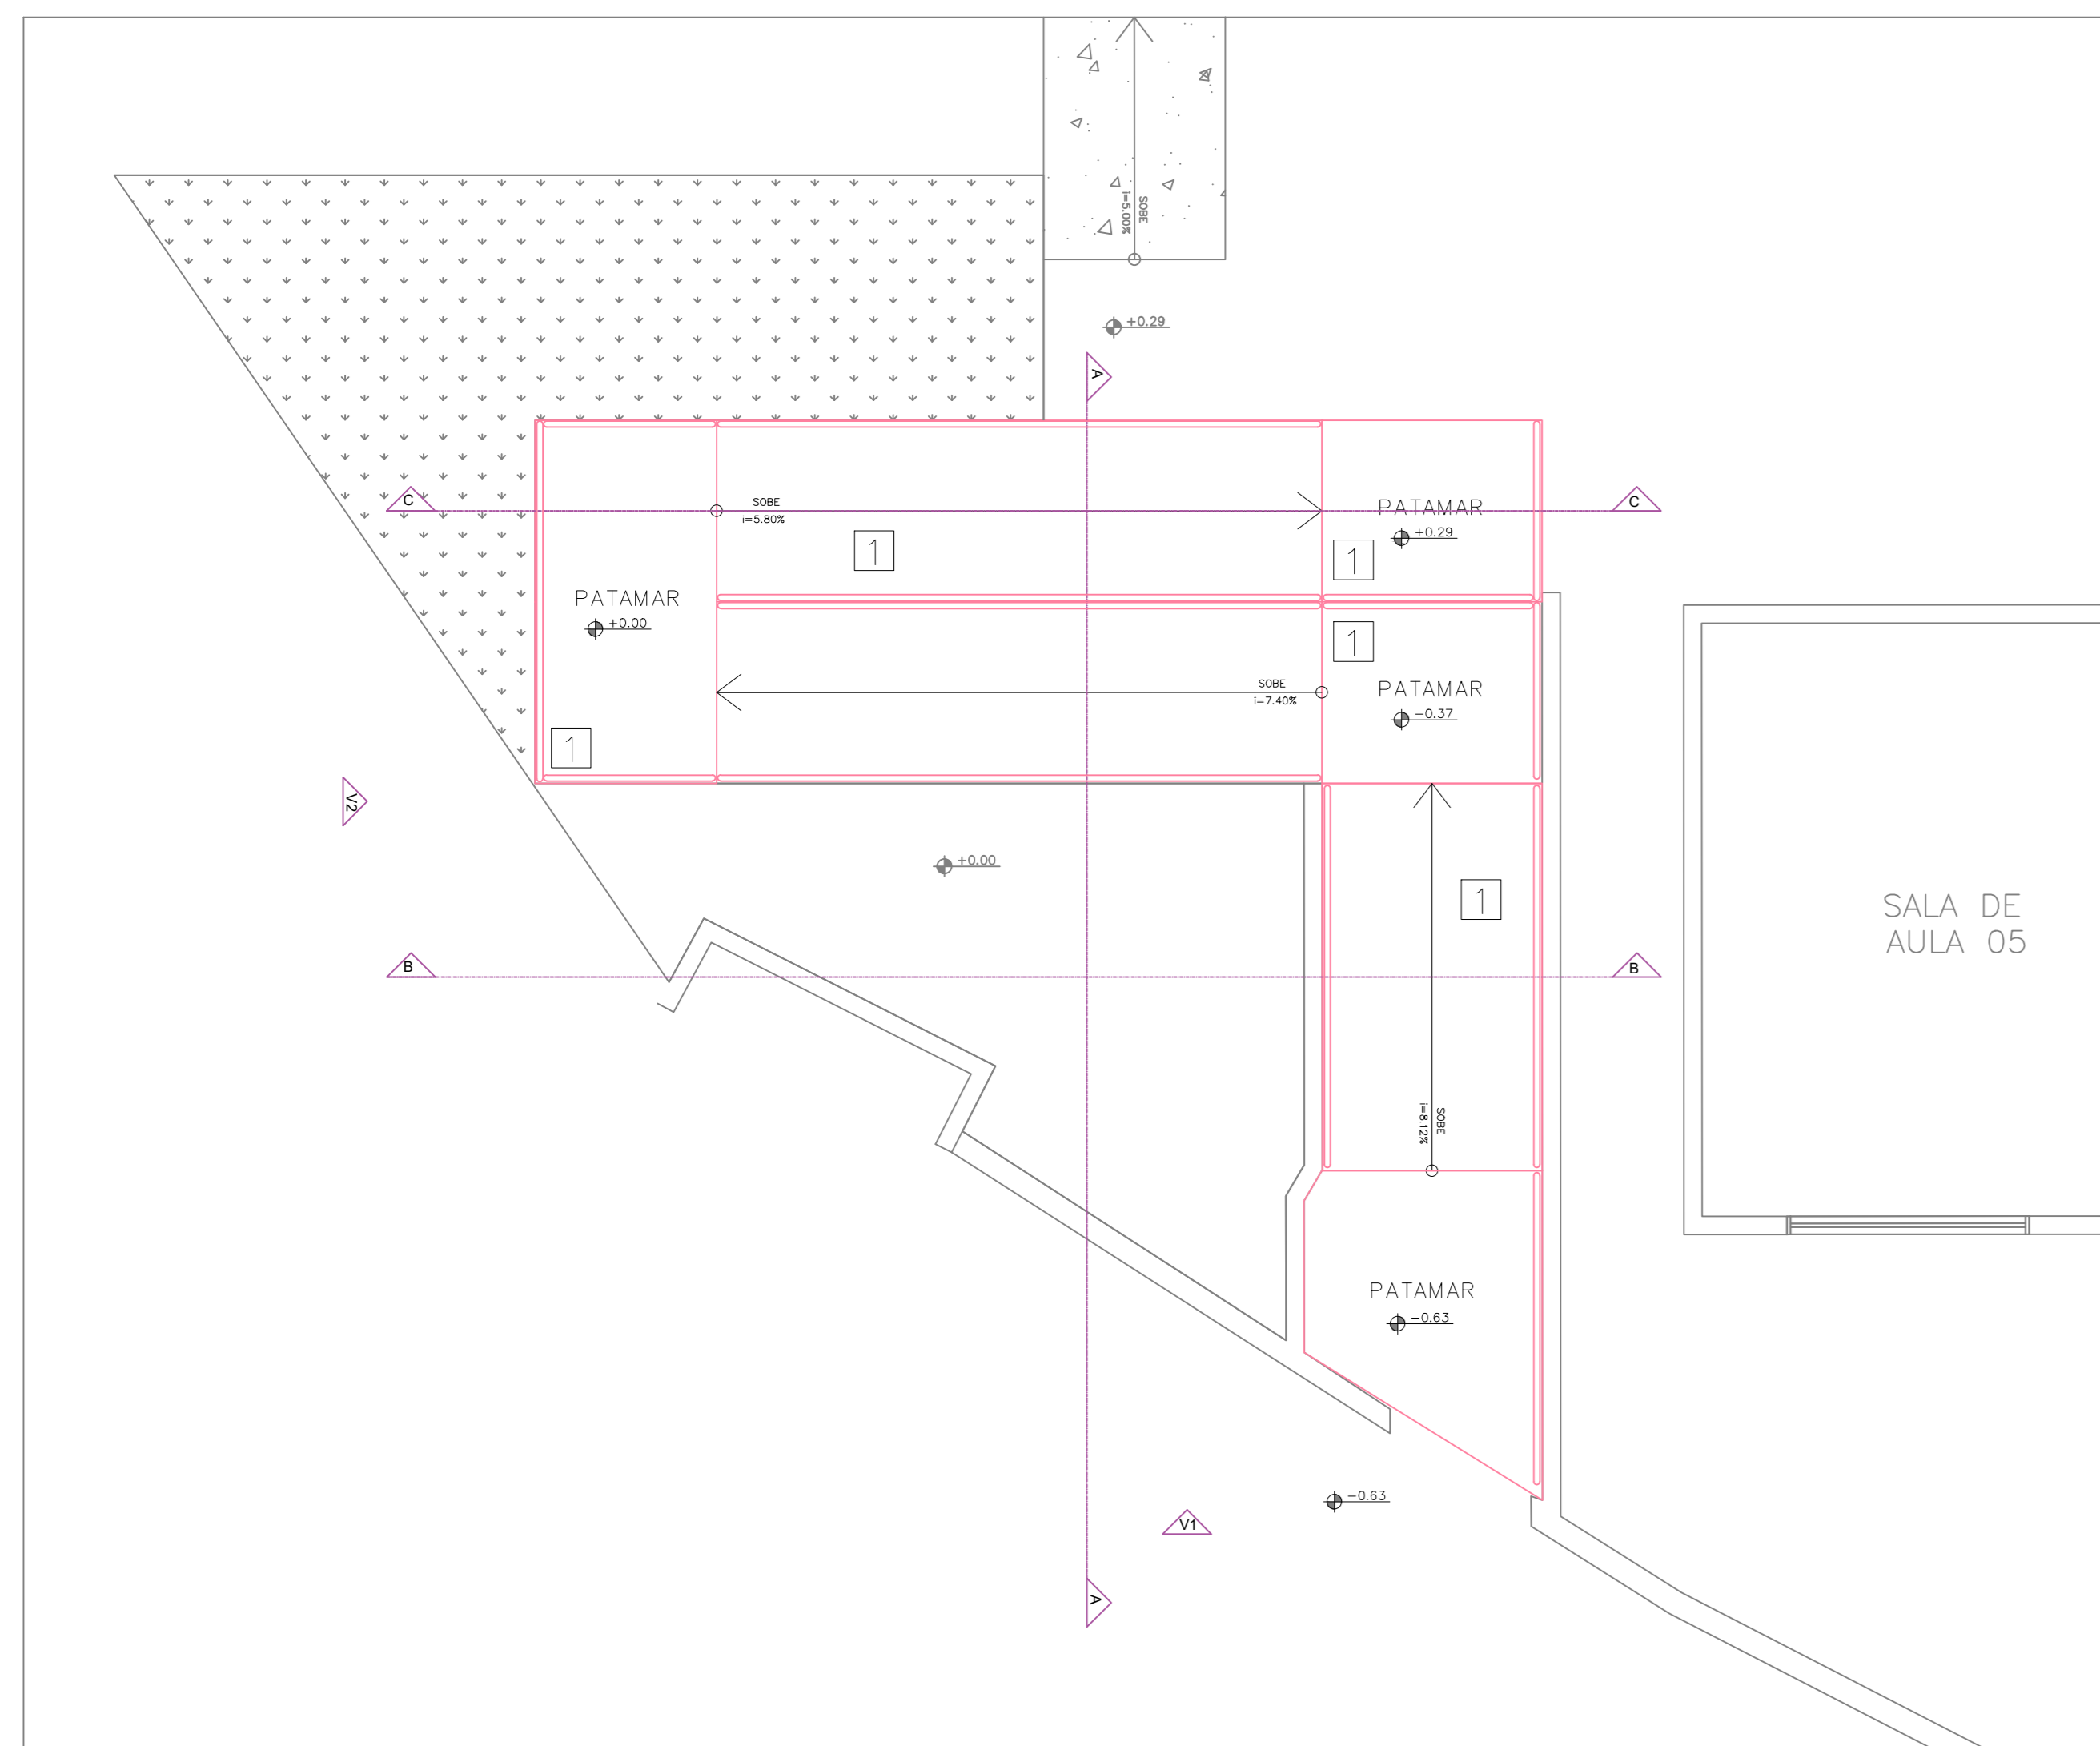 SOBE
i=5.00%
+0.29
A
C
SOBE
i=5.80%
PATAMAR
+0.29
C
1
1
PATAMAR
+0.00
1
SOBE
i=7.40%
PATAMAR
-0.37
1
V2
+0.00
1
SALA DE
AULA 05
B
B
SOBE
i=8.12%
PATAMAR
-0.63
-0.63
V1
A